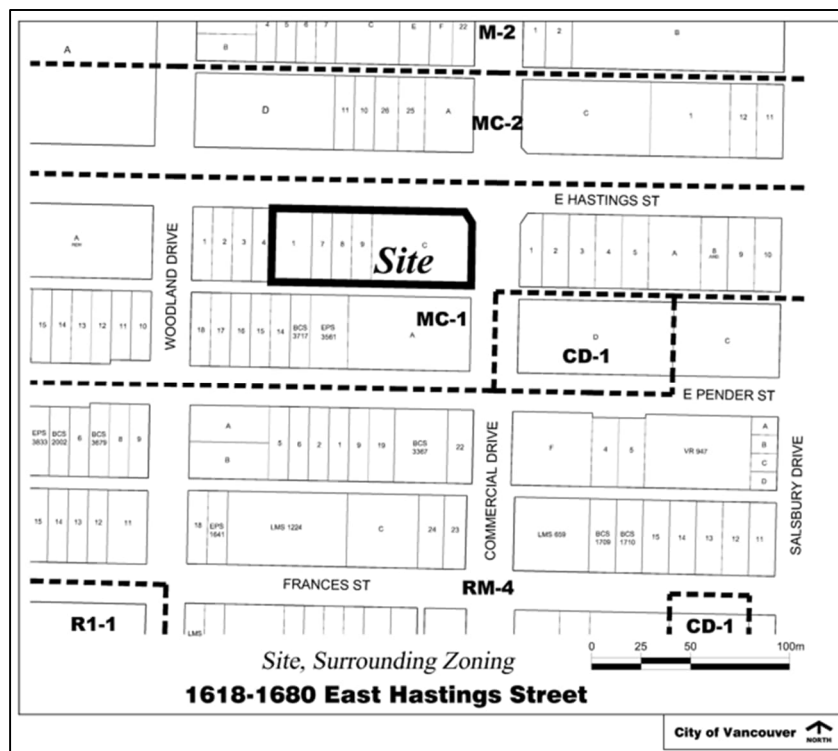 4 5 6 7 C E F 22 M-2 1 2 B
A B
D 11 10 26 25 A MC-2 C 1 12 11
E HASTINGS ST
WOODLAND DRIVE
A
1 2 3 4 1 7 8 9 C Site 1 2 3 4 5 A B 9 10
15 14 13 12 11 10 18 17 16 15 14 BCS 3717 EPS 3561 A MC-1 D CD-1 C
E PENDER ST
EPS 3833 BCS 2002 6 BCS 3679 8 9 A B 5 6 2 1 9 19 BCS 3367 22 F 4 5 VR 947 A B C D
COMMERCIAL DRIVE
SALSBURY DRIVE
15 14 13 12 11 18 EPS 1641 LMS 1224 C 24 23 LMS 659 BCS 1709 BCS 1710 15 14 13 12 11
FRANCES ST RM-4
R1-1 LMS CD-1
Site, Surrounding Zoning
0 25 50 100m
1618-1680 East Hastings Street
City of Vancouver NORTH